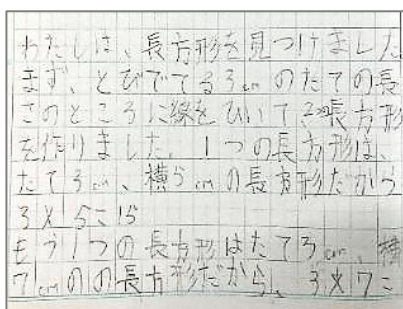 わたしは、長方形を見つけました
まず、とびでてる3cmのたての長
さのところに線をひいて、2つ長方形
を作りました。1つの長方形は、
たて3cm、横5cmの長方形だから
3×5=15
もう1つの長方形はたて3cm、横
7cmのの長方形だから、3×7=